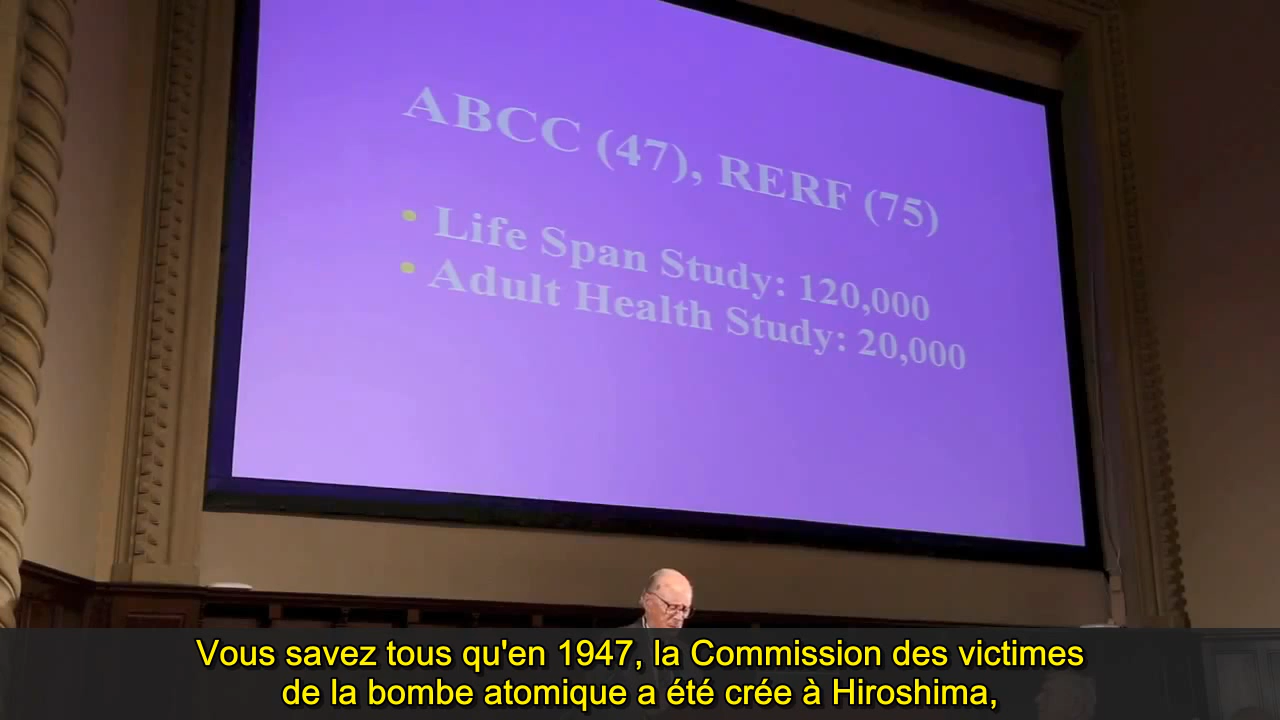 ABCC (47), RERF (75)
• Life Span Study: 120,000
• Adult Health Study: 20,000
Vous savez tous qu'en 1947, la Commission des victimes
de la bombe atomique a été crée à Hiroshima,